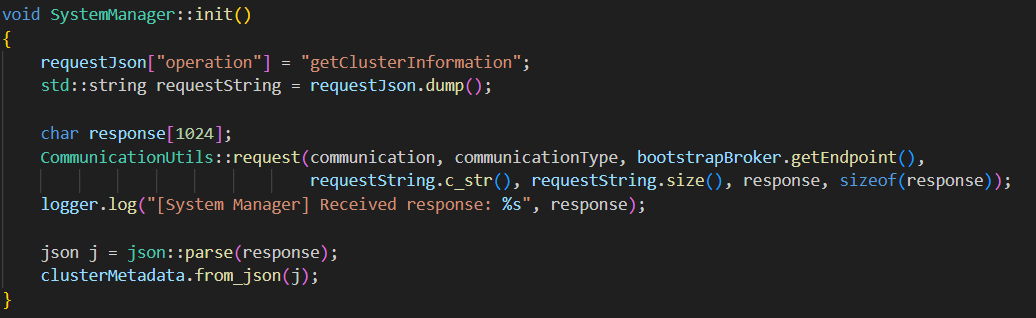 void SystemManager::init()
{
    requestJson["operation"] = "getClusterInformation";
    std::string requestString = requestJson.dump();

    char response[1024];
    CommunicationUtils::request(communication, communicationType, bootstrapBroker.getEndpoint(),
                                requestString.c_str(), requestString.size(), response, sizeof(response));
    logger.log("[System Manager] Received response: %s", response);

    json j = json::parse(response);
    clusterMetadata.from_json(j);
}